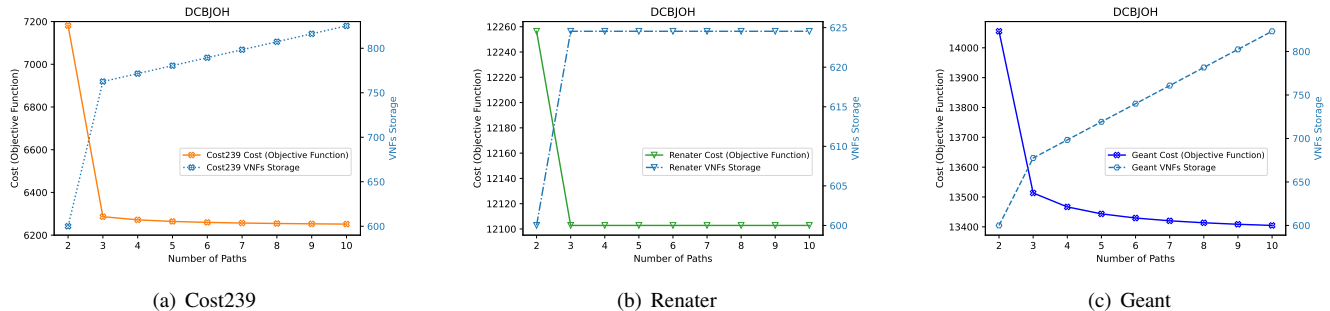 DCBJOH
7200
7000
6800
6600
6400
6200
Cost (Objective Function)
800
750
700
650
600
VNFs Storage
Cost239 Cost (Objective Function)
Cost239 VNFs Storage
2 3 4 5 6 7 8 9 10
Number of Paths
(a) Cost239
DCBJOH
12260
12240
12220
12200
12180
12160
12140
12120
12100
Cost (Objective Function)
625
620
615
610
605
600
VNFs Storage
Renater Cost (Objective Function)
Renater VNFs Storage
2 3 4 5 6 7 8 9 10
Number of Paths
(b) Renater
DCBJOH
14000
13900
13800
13700
13600
13500
13400
Cost (Objective Function)
800
750
700
650
600
VNFs Storage
Geant Cost (Objective Function)
Geant VNFs Storage
2 3 4 5 6 7 8 9 10
Number of Paths
(c) Geant